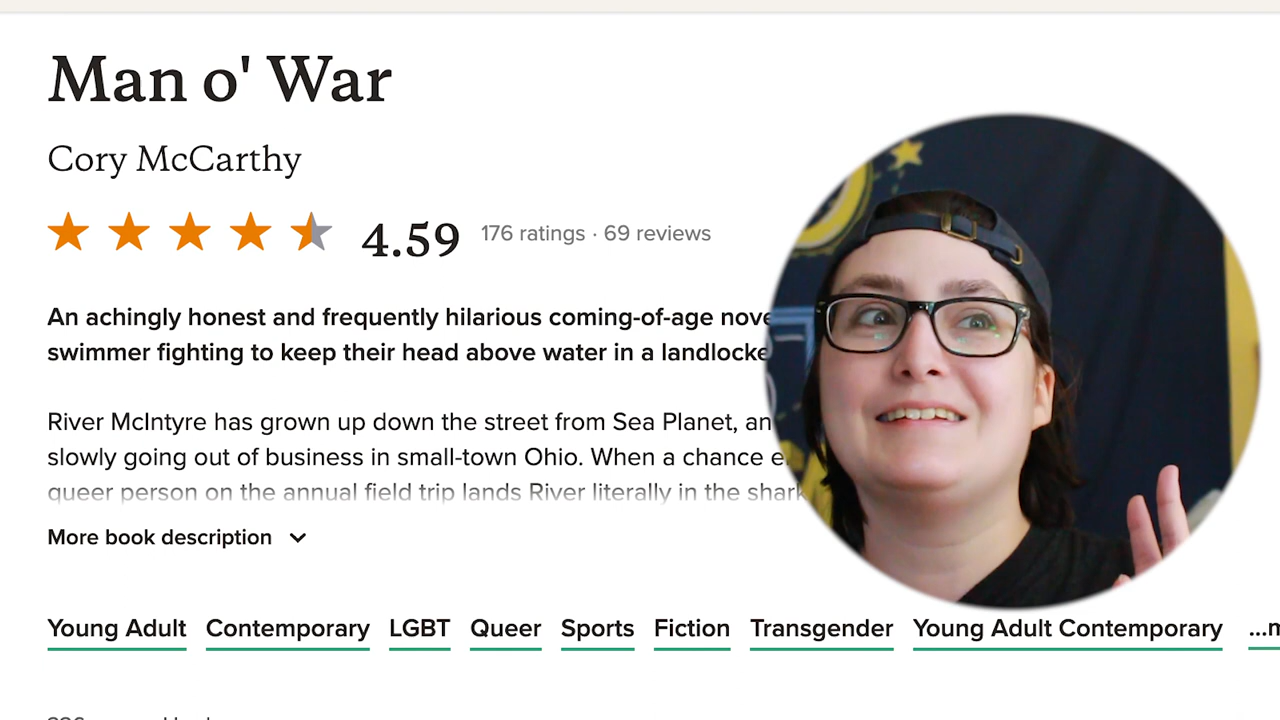 Man o' War
Cory McCarthy
4.59 176 ratings · 69 reviews
An achingly honest and frequently hilarious coming-of-age
swimmer fighting to keep their head above water in a
River McIntyre has grown up down the street from Sea Planet,
slowly going out of business in small-town Ohio. When a chance
queer person on the annual field trip lands River literally in the
More book description
Young Adult Contemporary LGBT Queer Sports Fiction Transgender Young Adult Contemporary